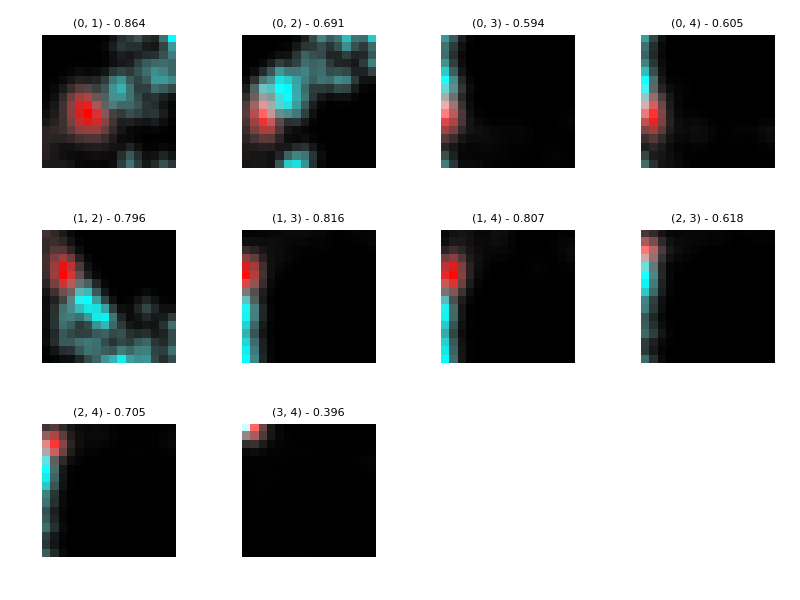 (0, 1) - 0.864
(0, 2) - 0.691
(0, 3) - 0.594
(0, 4) - 0.605
(1, 2) - 0.796
(1, 3) - 0.816
(1, 4) - 0.807
(2, 3) - 0.618
(2, 4) - 0.705
(3, 4) - 0.396